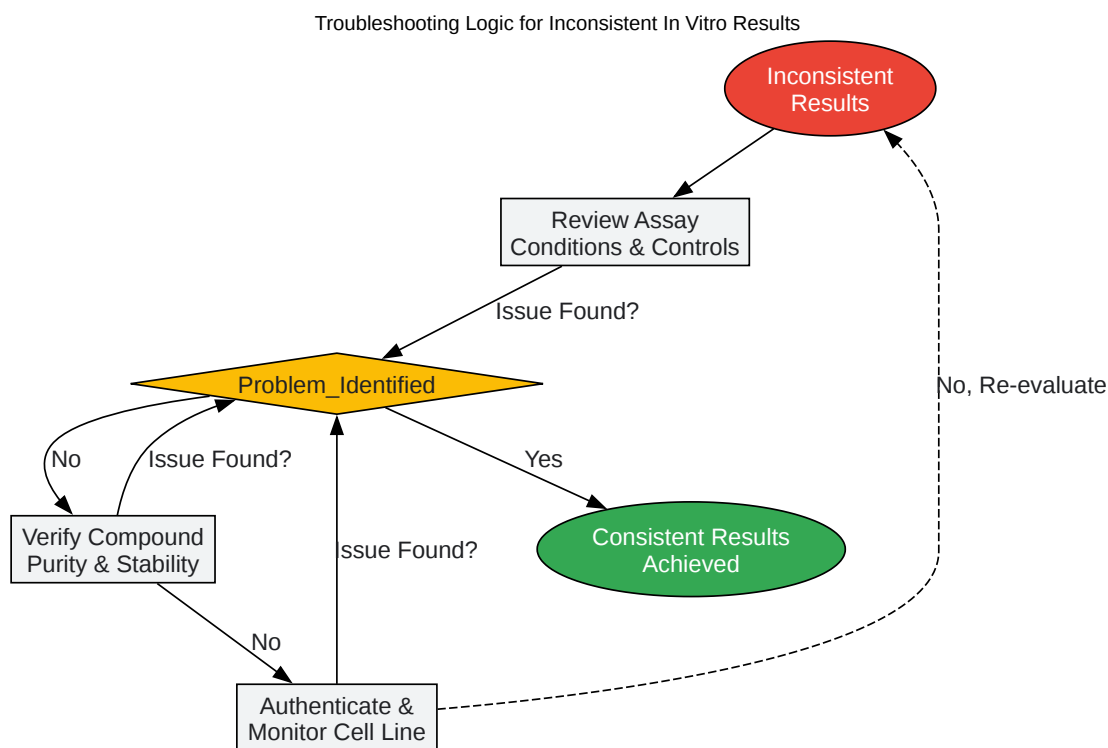 Troubleshooting Logic for Inconsistent In Vitro Results
Inconsistent
Results
Review Assay
Conditions & Controls
Issue Found?
Problem_Identified
No, Re-evaluate
No
Issue Found?
Yes
Verify Compound
Purity & Stability
Consistent Results
Achieved
Issue Found?
No
Authenticate &
Monitor Cell Line